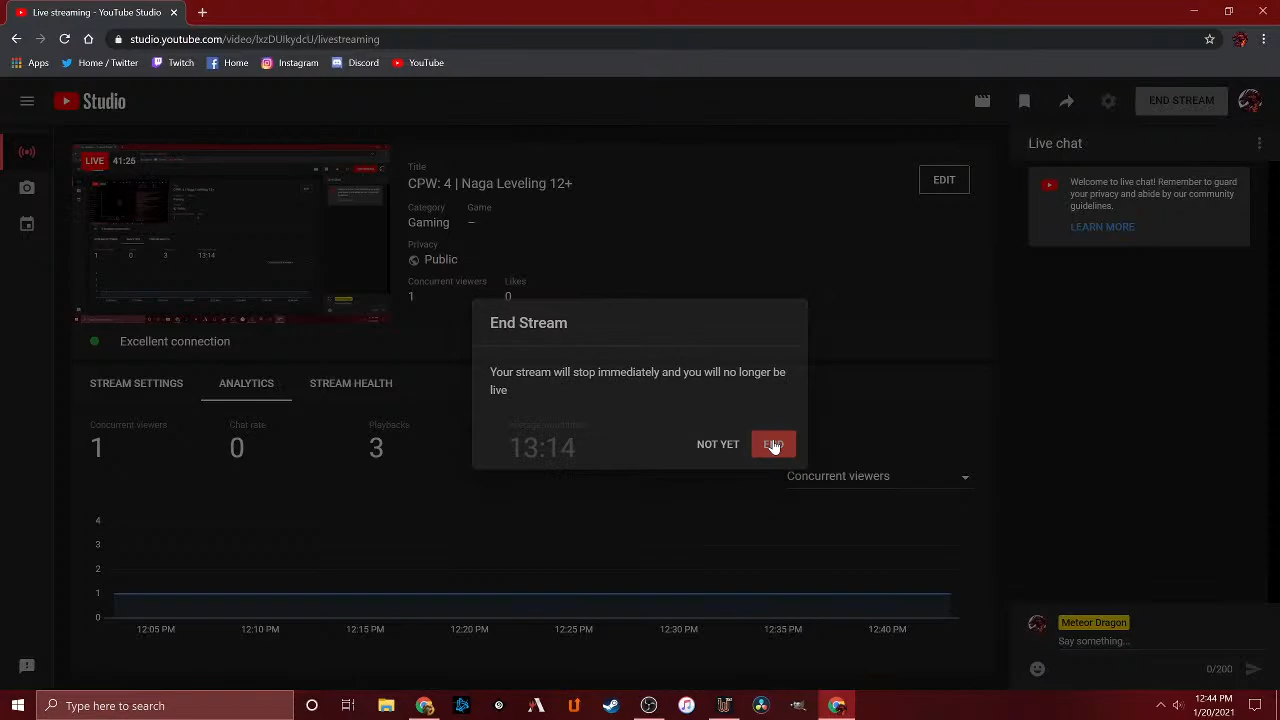 Live streaming - YouTube Studio
studio.youtube.com/video/lxzDUlkydcU/livestreaming
Apps Home / Twitter Twitch Home Instagram Discord YouTube
Studio
END STREAM
LIVE 41:25
Title
CPW: 4 | Naga Leveling 12+
EDIT
Category Game
Gaming –
Privacy
Public
Concurrent viewers Likes
1 0
Excellent connection
Live chat
Welcome to live chat! Remember to guard
your privacy and abide by our community
guidelines.
LEARN MORE
End Stream
Your stream will stop immediately and you will no longer be
live
NOT YET
STREAM SETTINGS ANALYTICS STREAM HEALTH
Concurrent viewers Chat rate Playbacks
1 0 3 13:14
Concurrent viewers
4
3
2
1
0
12:05 PM 12:10 PM 12:15 PM 12:20 PM 12:25 PM 12:30 PM 12:35 PM 12:40 PM
Meteor Dragon
Say something...
0/200
Type here to search
12:44 PM
1/20/2021